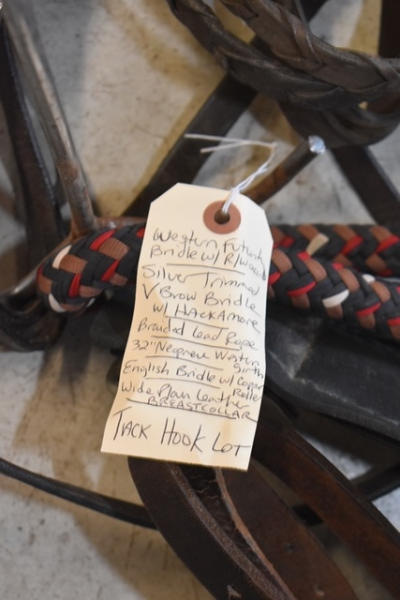 Western Futurity
Bridle w/ R/
Silver Trimmed
V Brow Bridle
w/ Hackamore
Braided Lead Rope
32" Neoprene Western
Girth
English Bridle w/ Copper
Roller
Wide Plain Leather
BREASTCOLLAR
TACK HOOK LOT